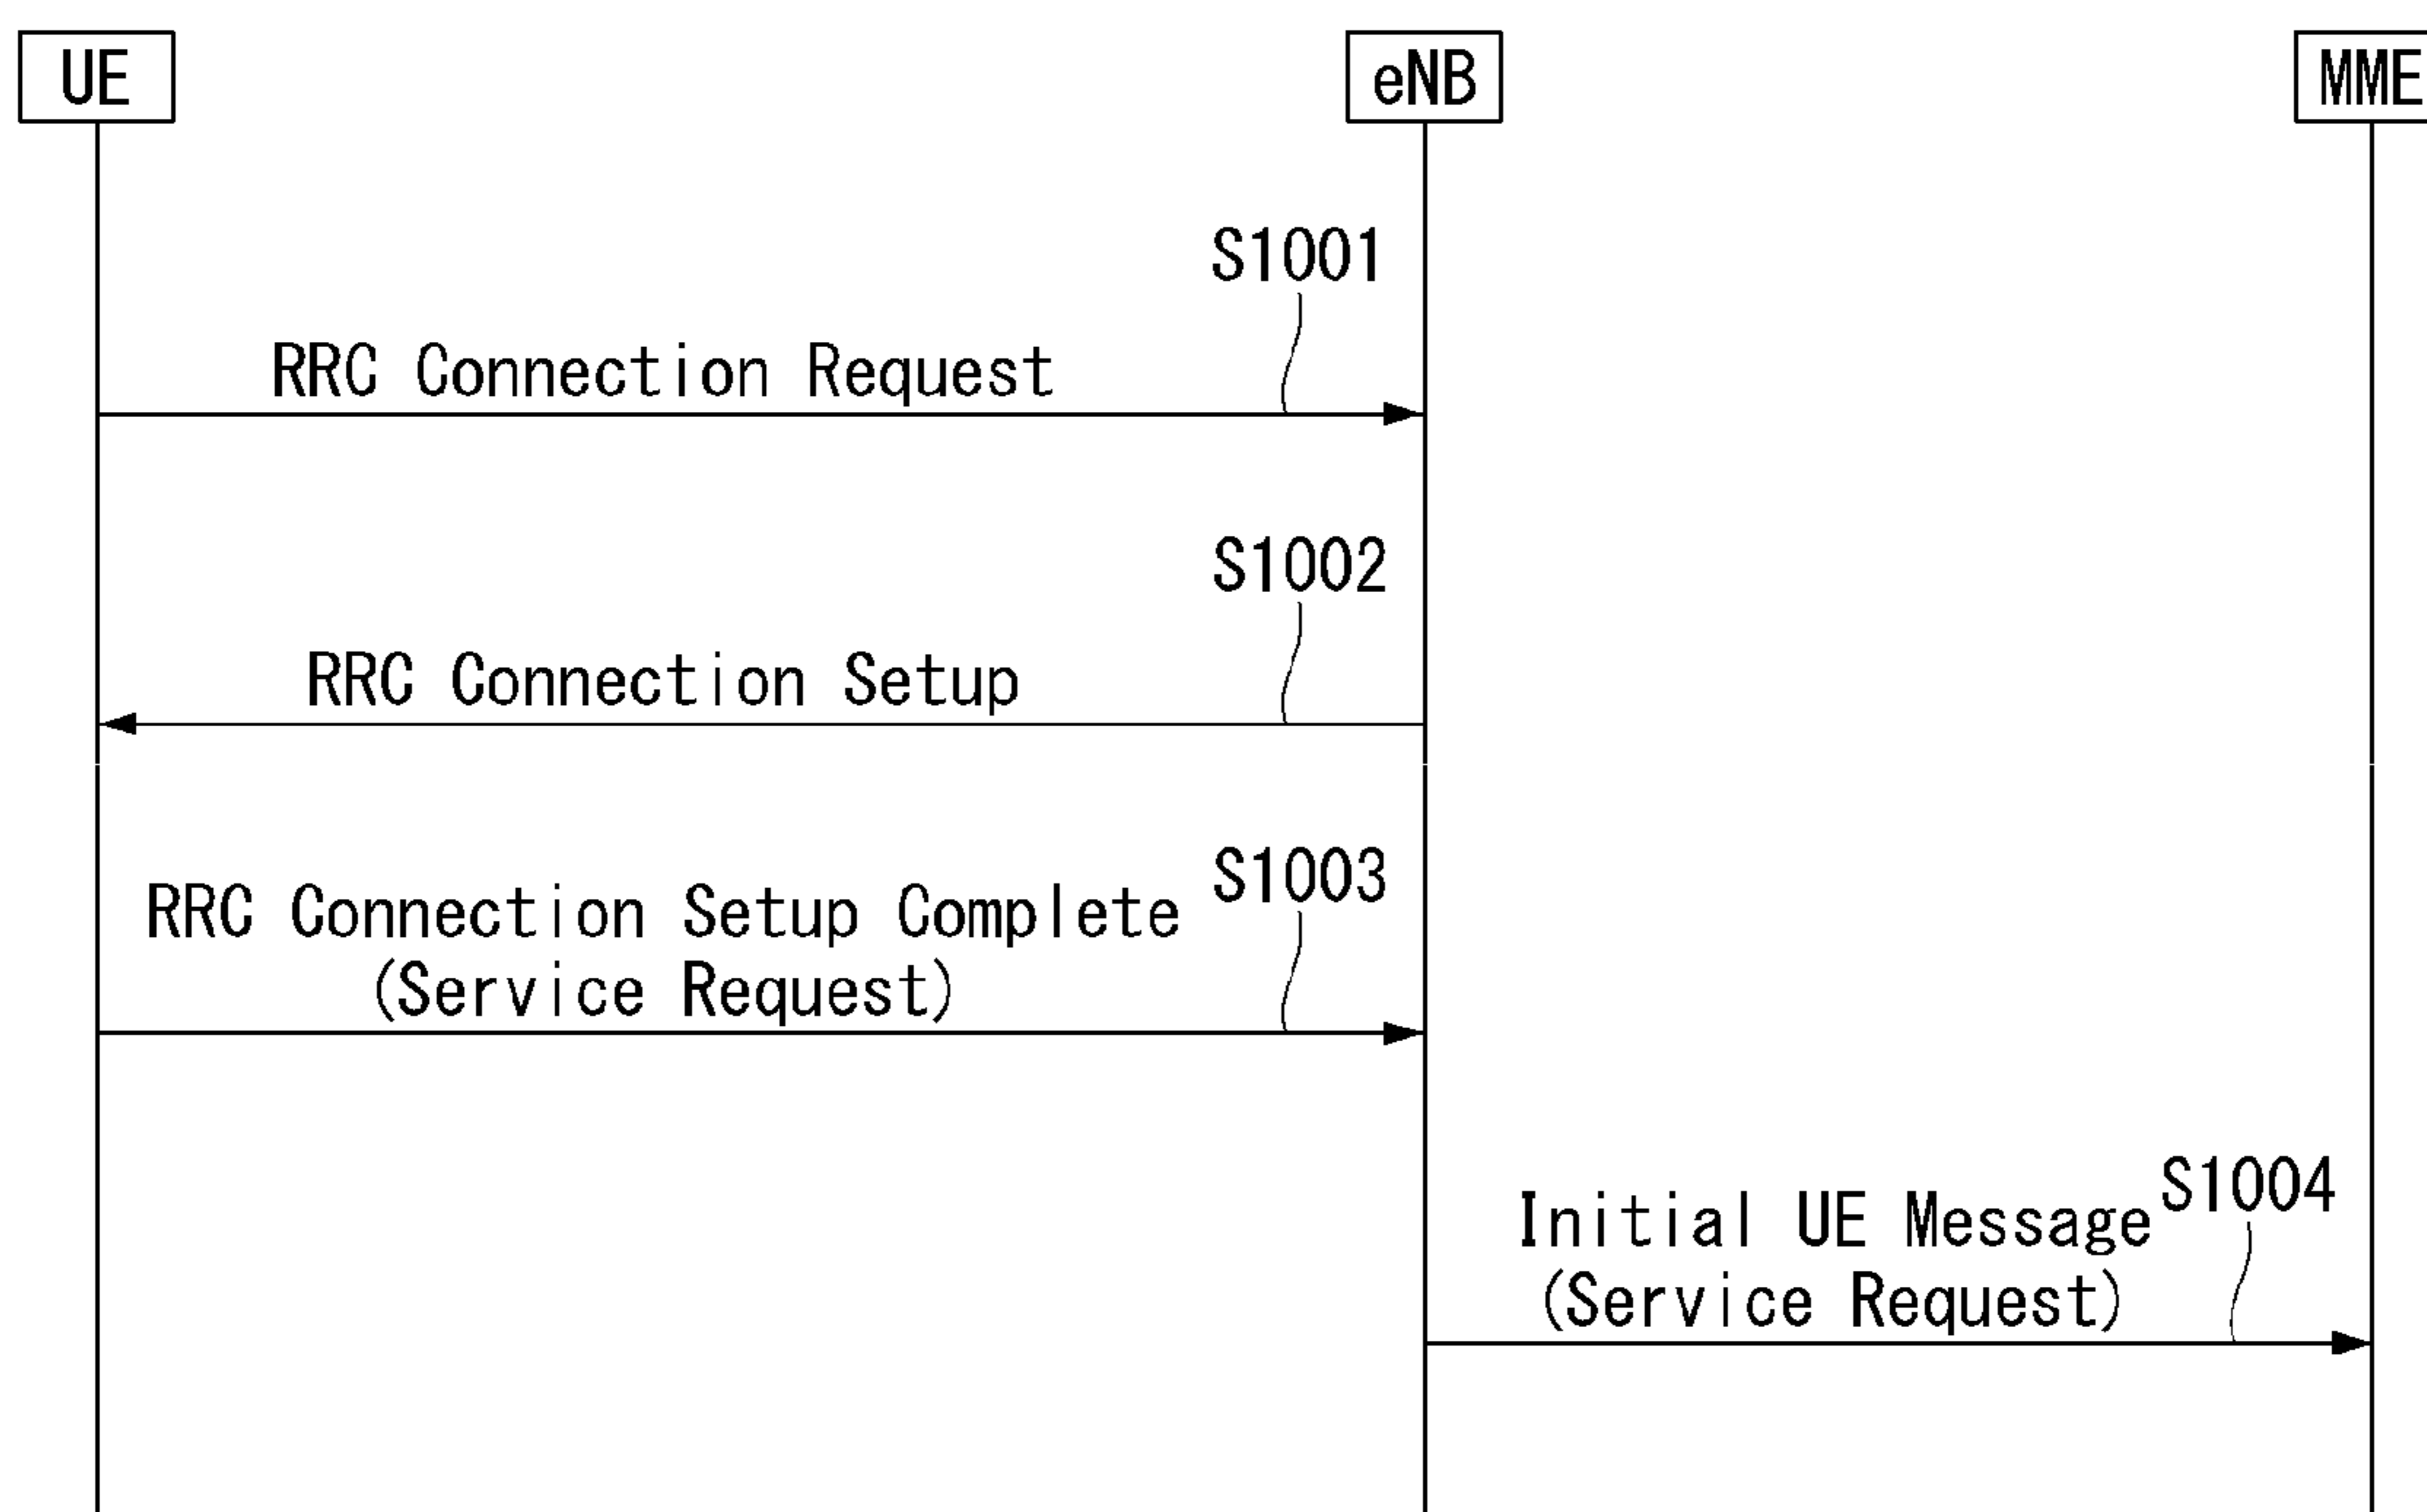 UE
eNB
MME
S1001
RRC Connection Request
S1002
RRC Connection Setup
S1003
RRC Connection Setup Complete
(Service Request)
S1004
Initial UE Message
(Service Request)